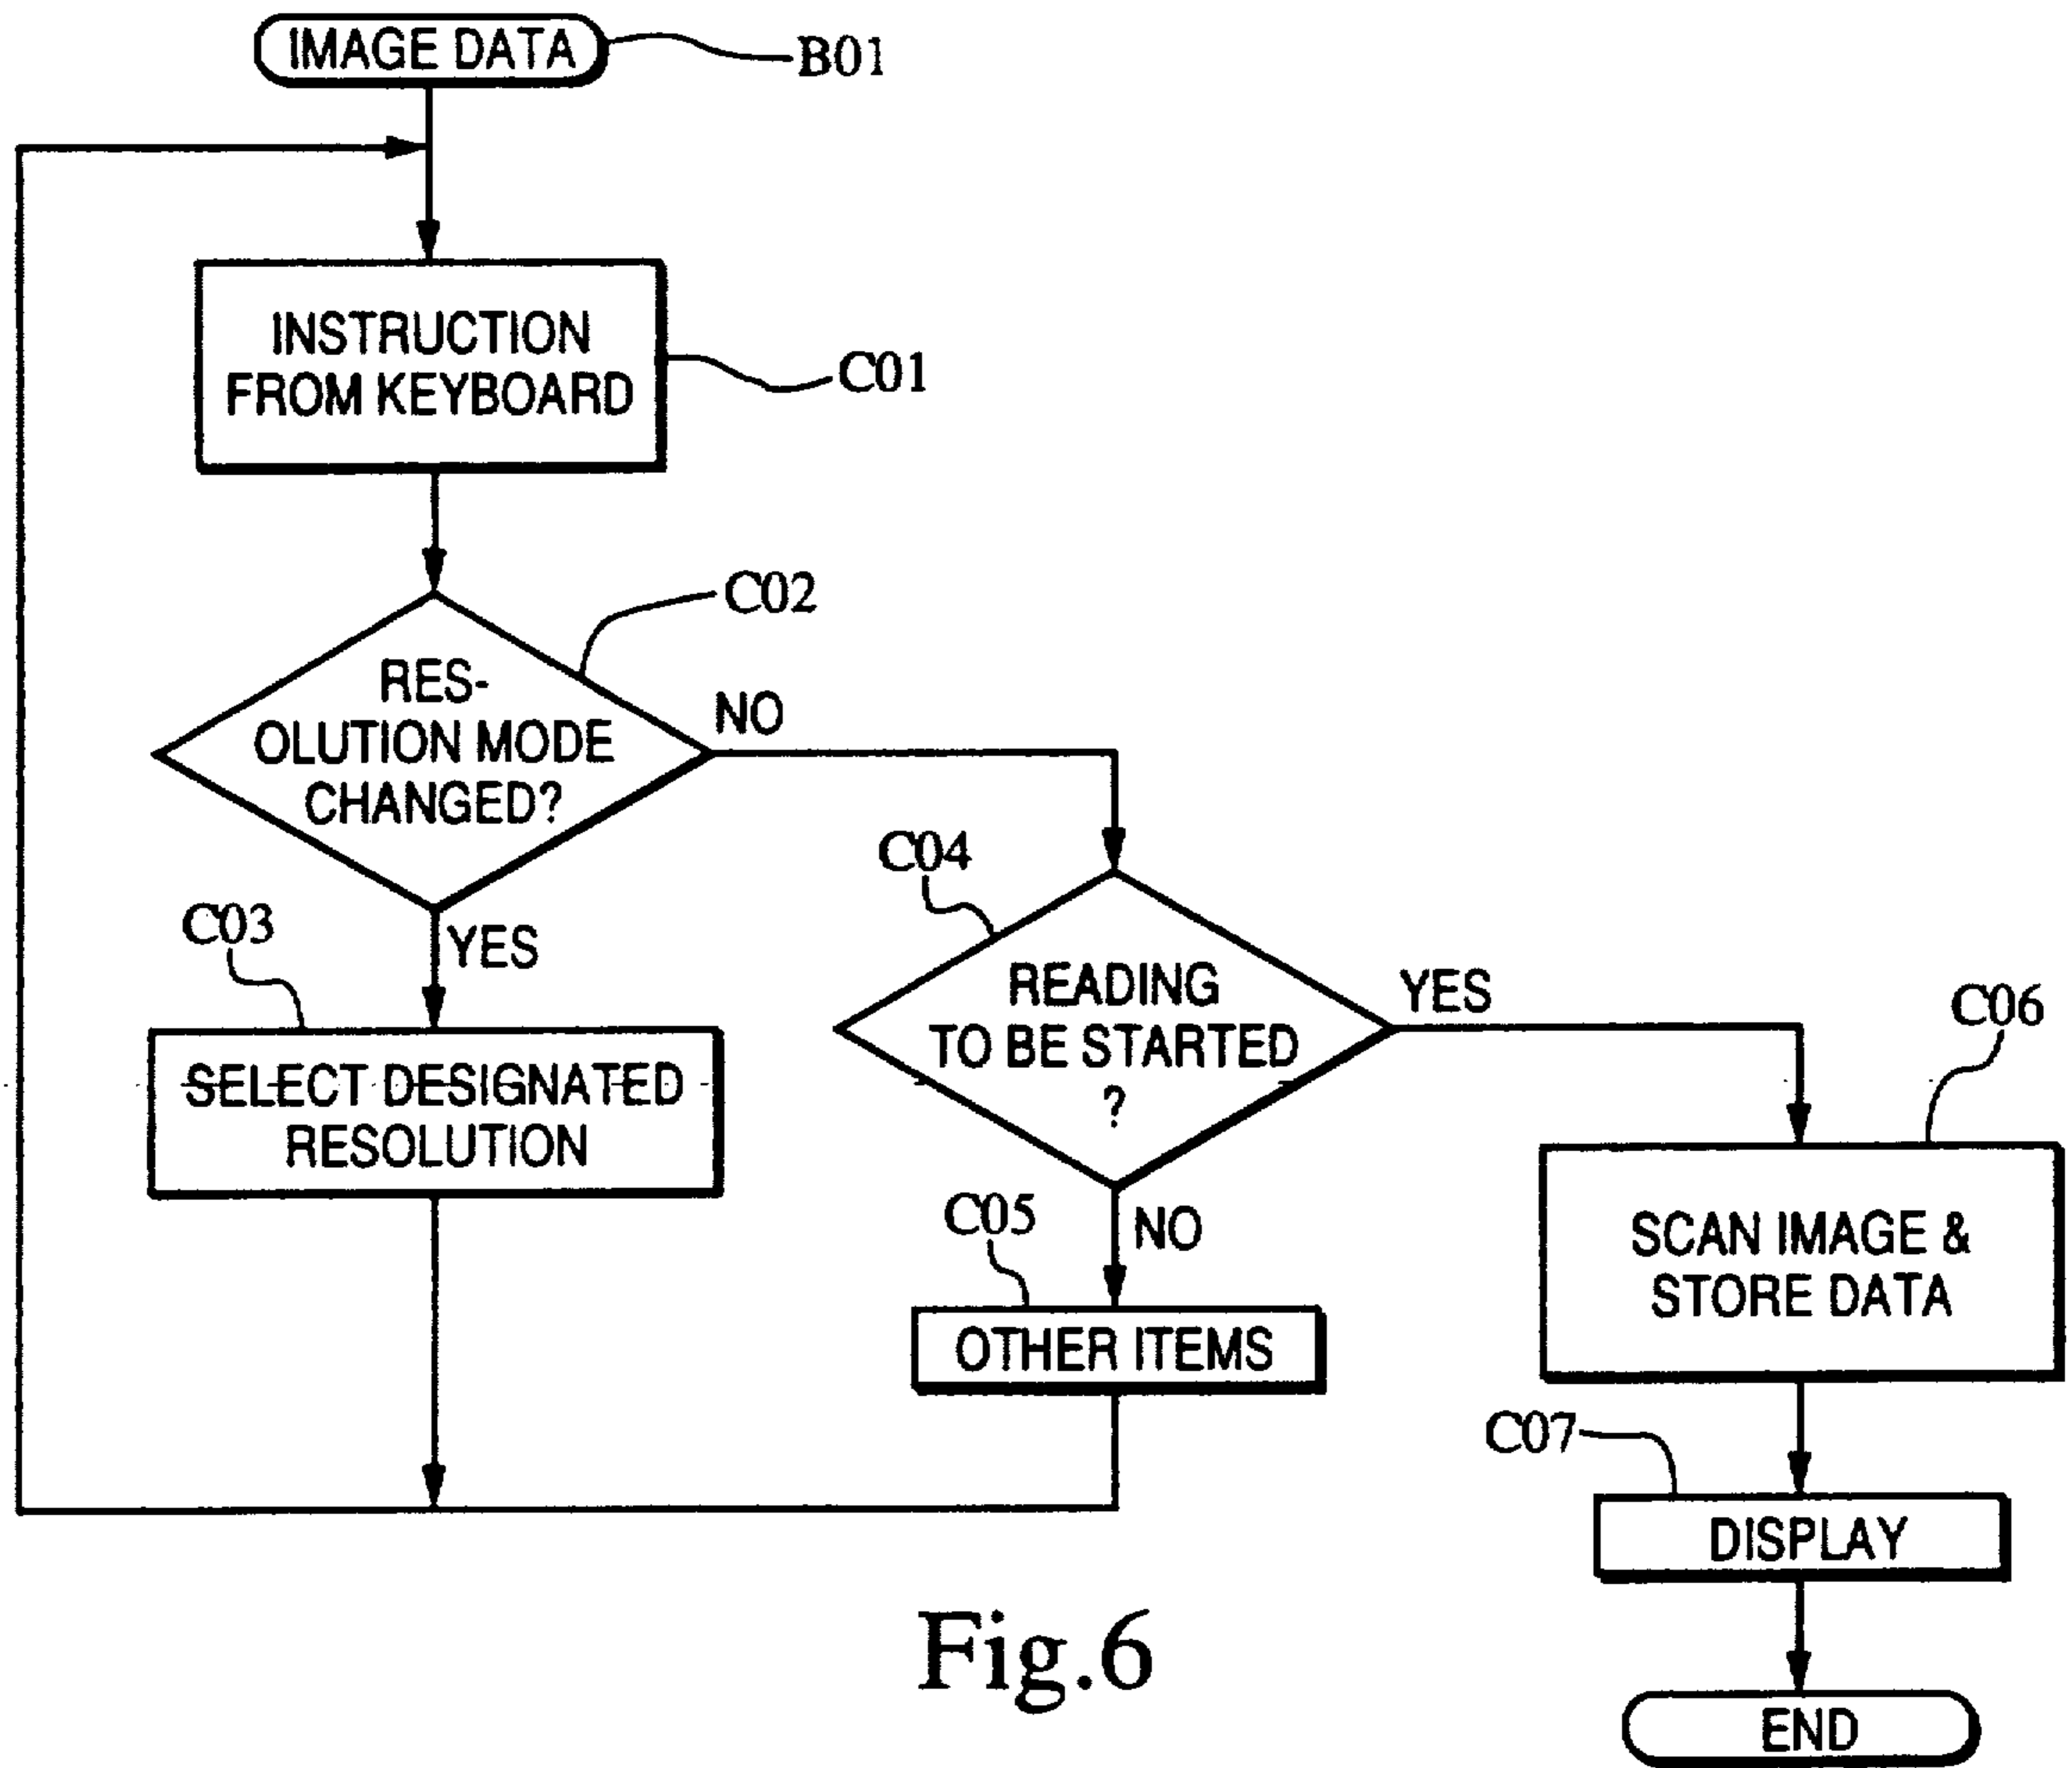 IMAGE DATA
B01
INSTRUCTION
FROM KEYBOARD
C01
C02
RES-
OLUTION MODE
CHANGED?
NO
YES
C03
SELECT DESIGNATED
RESOLUTION
C04
READING
TO BE STARTED
?
YES
NO
C05
OTHER ITEMS
C06
SCAN IMAGE &
STORE DATA
C07
DISPLAY
END
Fig.6